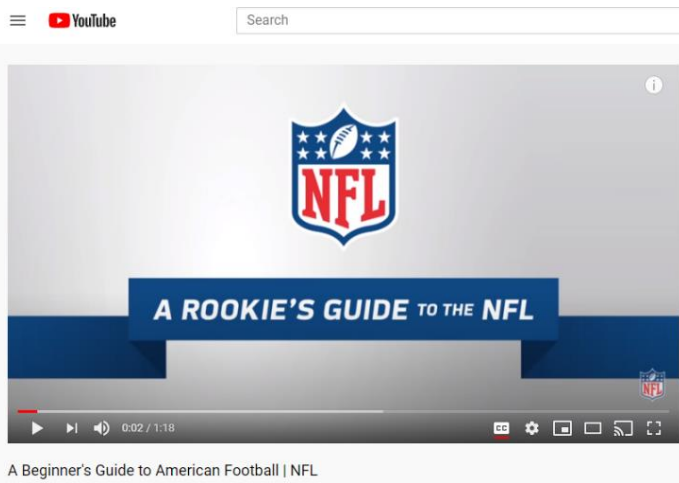 YouTube
Search
i
NFL
A ROOKIE'S GUIDE TO THE NFL
NFL
0:02 / 1:18
CC
A Beginner's Guide to American Football | NFL